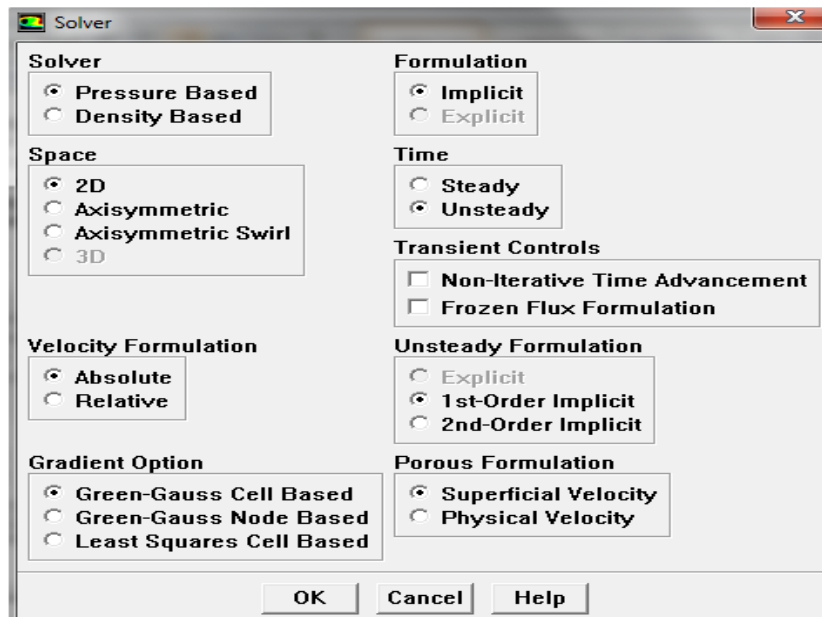 Solver
Solver
Pressure Based
Density Based
Formulation
Implicit
Explicit
Space
2D
Axisymmetric
Axisymmetric Swirl
3D
Time
Steady
Unsteady
Transient Controls
Non-Iterative Time Advancement
Frozen Flux Formulation
Velocity Formulation
Absolute
Relative
Unsteady Formulation
Explicit
1st-Order Implicit
2nd-Order Implicit
Gradient Option
Green-Gauss Cell Based
Green-Gauss Node Based
Least Squares Cell Based
Porous Formulation
Superficial Velocity
Physical Velocity
OK Cancel Help